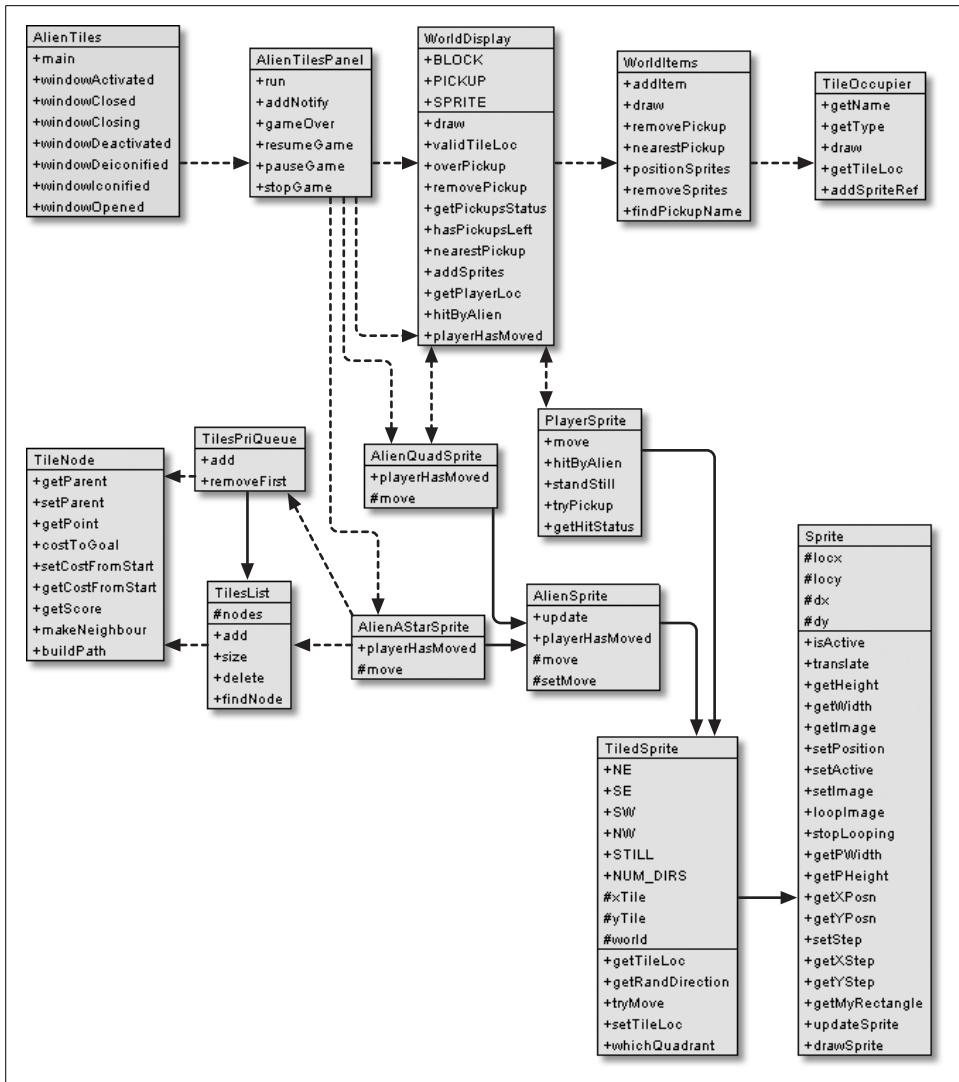 AlienTiles
+main
+windowActivated
+windowClosed
+windowClosing
+windowDeactivated
+windowDeiconified
+windowIconified
+windowOpened
AlienTilesPanel
+run
+addNotify
+gameOver
+resumeGame
+pauseGame
+stopGame
WorldDisplay
+BLOCK
+PICKUP
+SPRITE
+draw
+validTileLoc
+overPickup
+removePickup
+getPickupsStatus
+hasPickupsLeft
+nearestPickup
+addSprites
+getPlayerLoc
+hitByAlien
+playerHasMoved
WorldItems
+addItem
+draw
+removePickup
+nearestPickup
+positionSprites
+removeSprites
+findPickupName
TileOccupier
+getName
+getType
+draw
+getTileLoc
+addSpriteRef
TileNode
+getParent
+setParent
+getPoint
+costToGoal
+setCostFromStart
+getCostFromStart
+getScore
+makeNeighbour
+buildPath
TilesPriQueue
+add
+removeFirst
TilesList
#nodes
+add
+size
+delete
+findNode
AlienQuadSprite
+playerHasMoved
#move
AlienAStarSprite
+playerHasMoved
#move
PlayerSprite
+move
+hitByAlien
+standStill
+tryPickup
+getHitStatus
AlienSprite
+update
+playerHasMoved
#move
#setMove
TiledSprite
+NE
+SE
+SW
+NW
+STILL
+NUM_DIRS
#xTile
#yTile
#world
+getTileLoc
+getRandDirection
+tryMove
+setTileLoc
+whichQuadrant
Sprite
#locx
#locy
#dx
#dy
+isActive
+translate
+getHeight
+getWidth
+getImage
+setPosition
+setActive
+setImage
+loopImage
+stopLooping
+getPWidth
+getPHeight
+getXPosn
+getYPosn
+setStep
+getXStep
+getYStep
+getMyRectangle
+updateSprite
+drawSprite